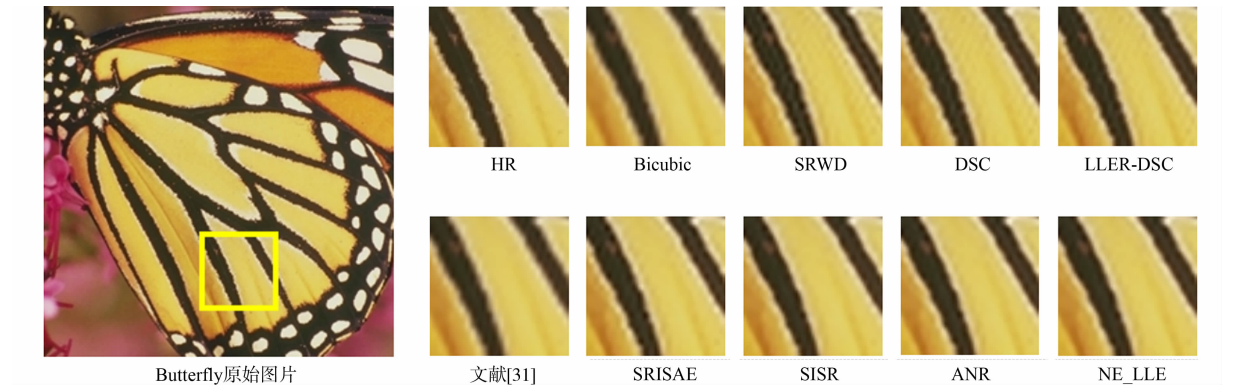 HR Bicubic SRWD DSC LLER-DSC
Butterfly原始图片 文献[31] SRISAE SISR ANR NE_LLE